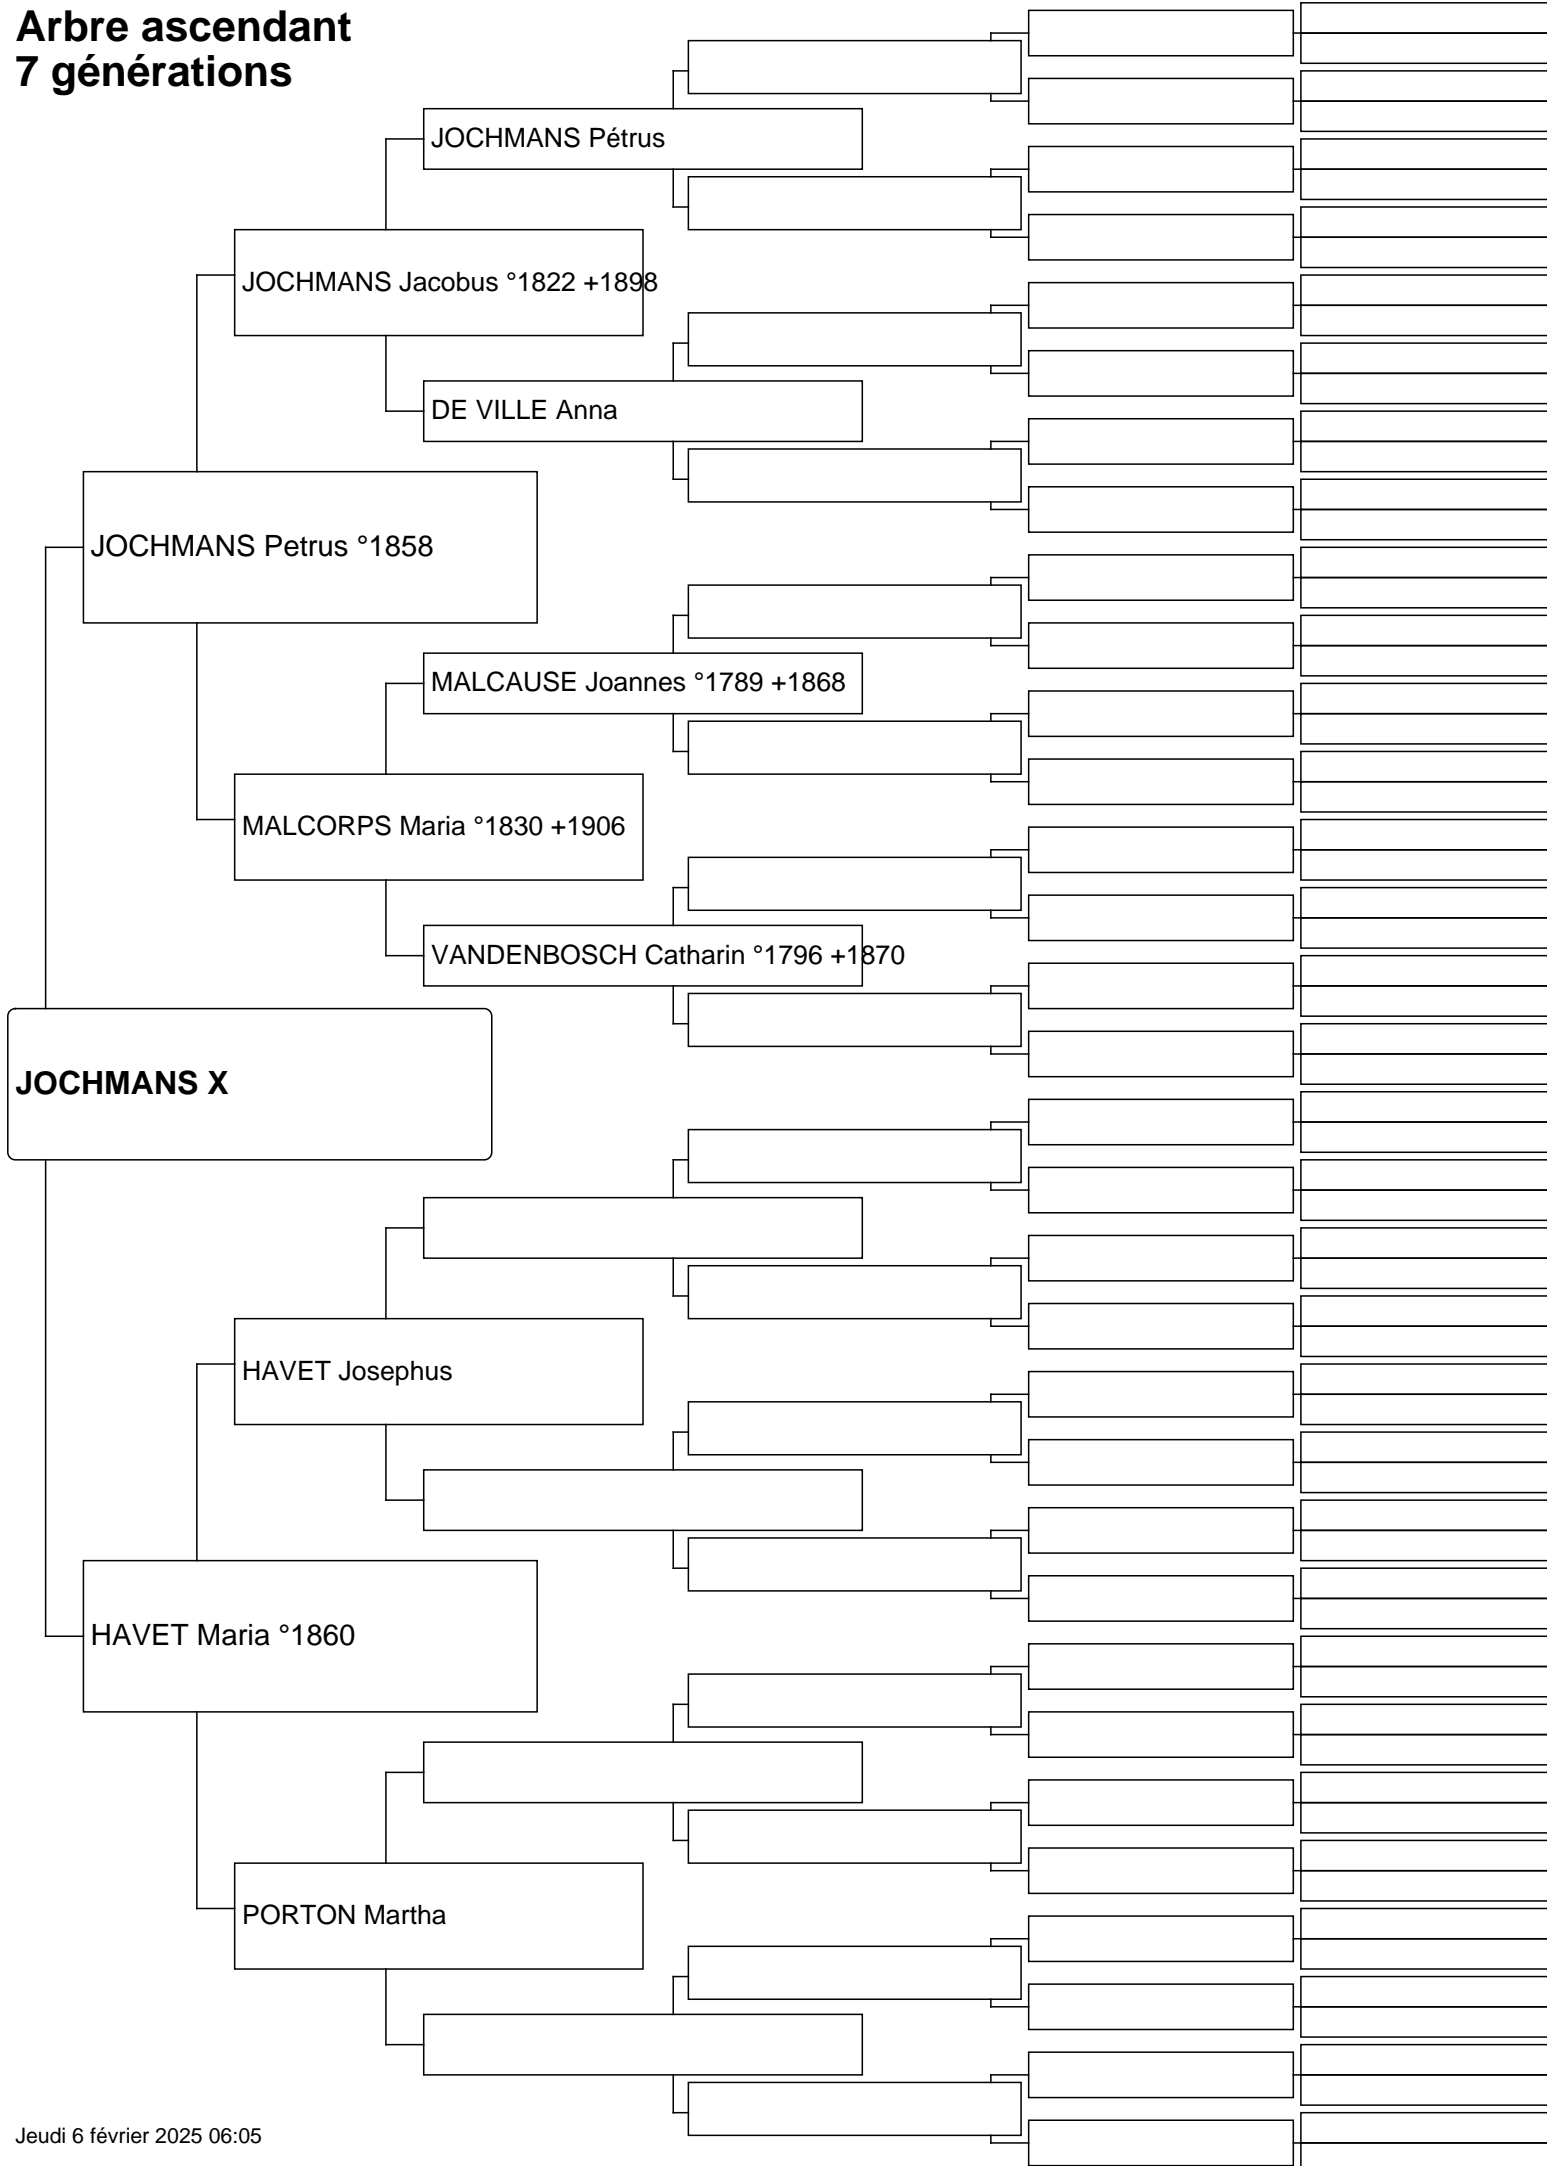 Arbre ascendant
7 générations
JOCHMANS Pétrus
JOCHMANS Jacobus °1822 +1898
DE VILLE Anna
JOCHMANS Petrus °1858
MALCAUSE Joannes °1789 +1868
MALCORPS Maria °1830 +1906
VANDENBOSCH Catharin °1796 +1870
JOCHMANS X
HAVET Josephus
HAVET Maria °1860
PORTON Martha
Jeudi 6 février 2025 06:05